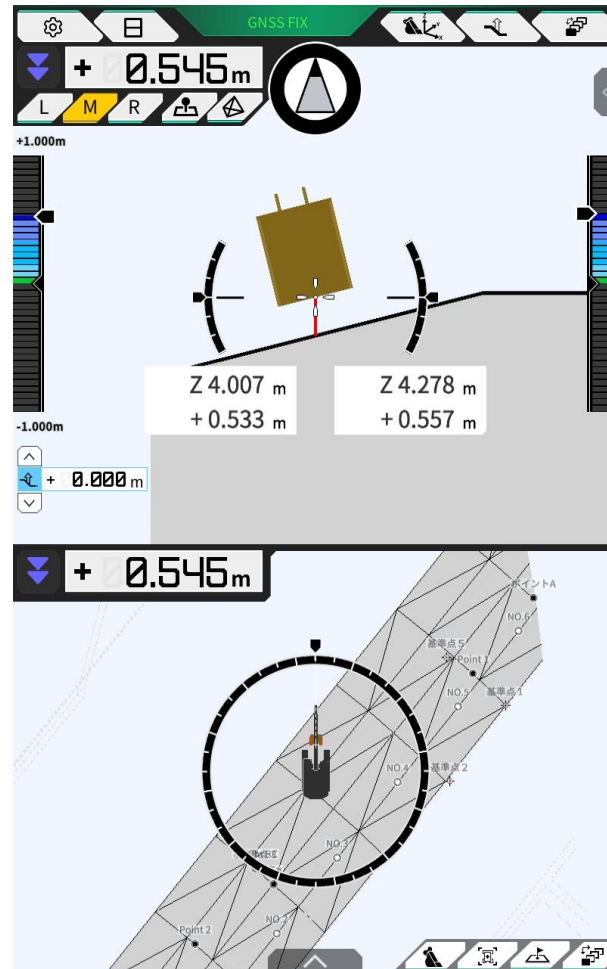 GNSS FIX
+ 0.545 m
L M R
+1.000m
Z 4.007 m
+ 0.533 m
Z 4.278 m
+ 0.557 m
-1.000m
+ 0.000 m
+ 0.545 m
ポイントA
NO.6
基準点5
Point 1
NO.5
基準点1
NO.4
基準点2
NO.3
NO.2
Point 2